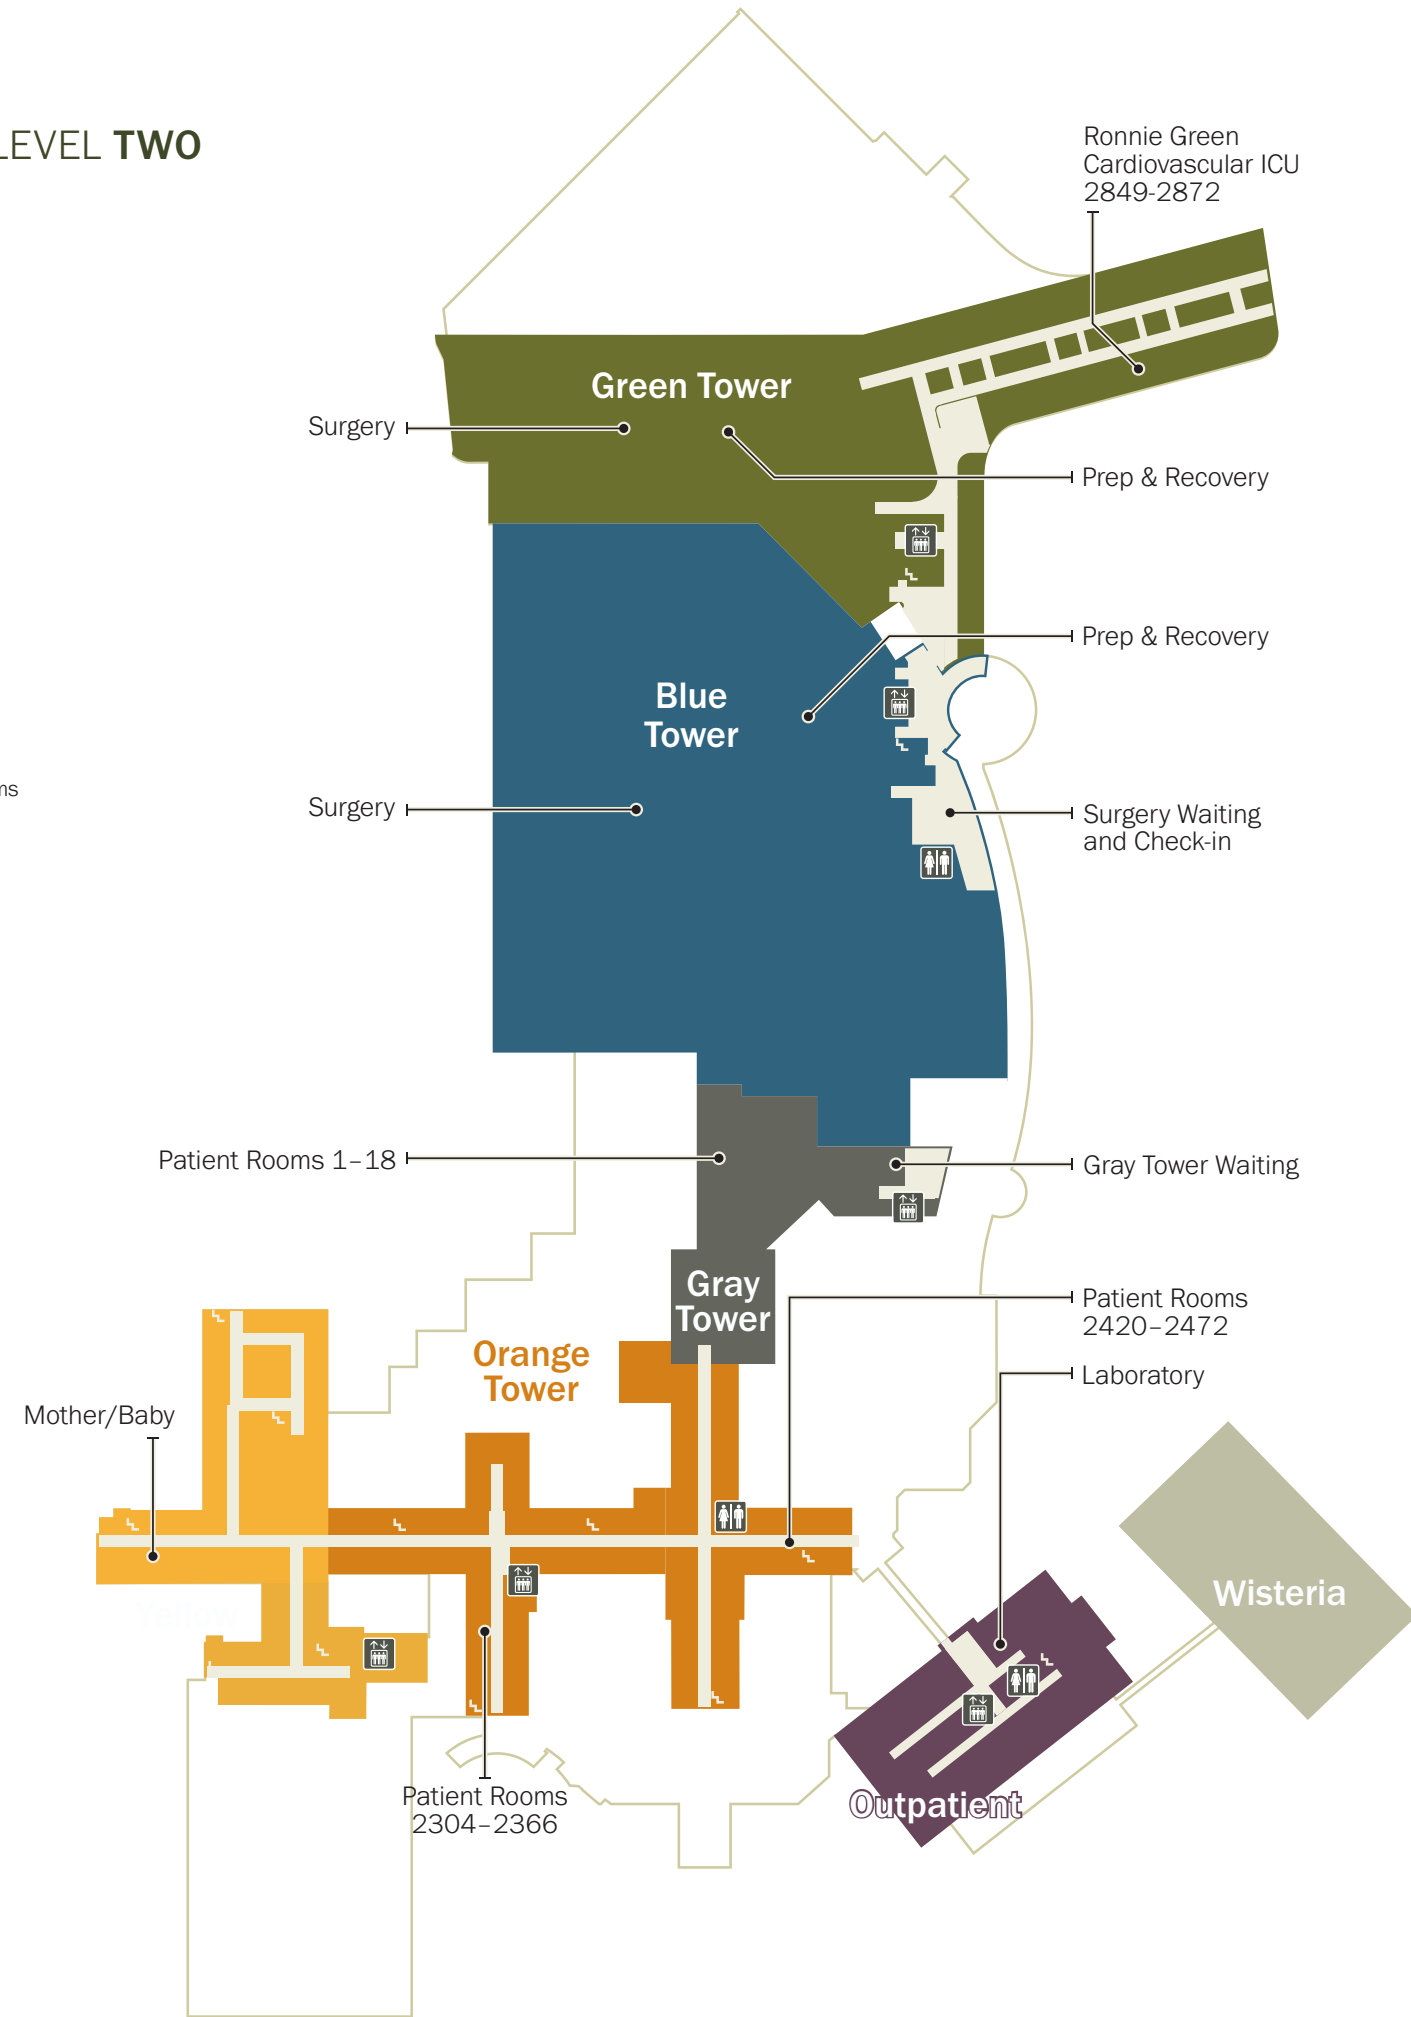 LEVEL TWO
Ronnie Green
Cardiovascular ICU
2849-2872
Green Tower
Surgery
Prep & Recovery
Prep & Recovery
Blue
Tower
Surgery
Surgery Waiting
and Check-in
Patient Rooms 1–18
Gray Tower Waiting
Gray
Tower
Patient Rooms
2420–2472
Orange
Tower
Laboratory
Mother/Baby
Wisteria
Yellow
Patient Rooms
2304–2366
Outpatient